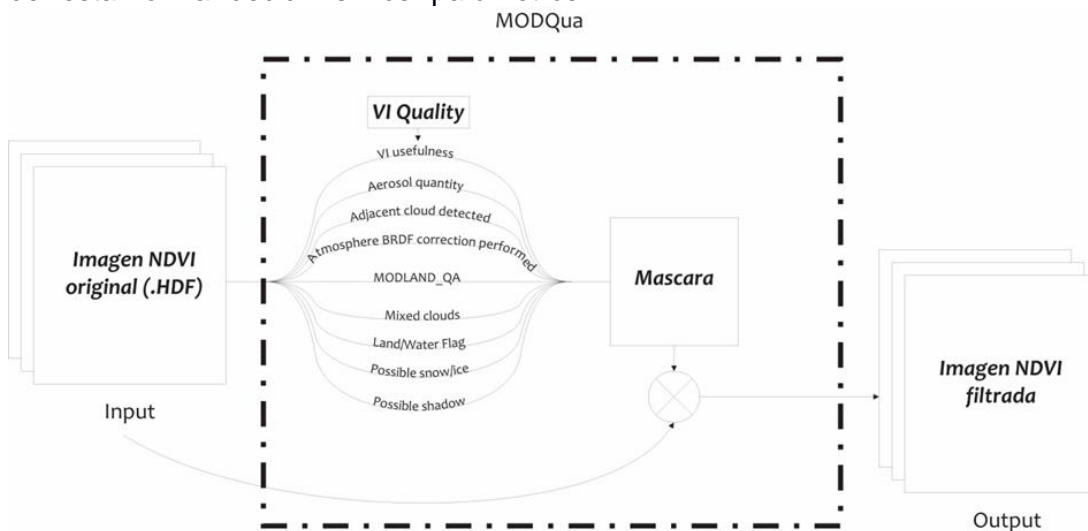 MODQua
VI Quality
VI usefulness
Aerosol quantity
Adjacent cloud detected
Atmosphere BRDF correction performed
MODLAND_QA
Mixed clouds
Land/Water Flag
Possible snow/ice
Possible shadow
Imagen NDVI
original (.HDF)
Input
Mascara
Imagen NDVI
filtrada
Output